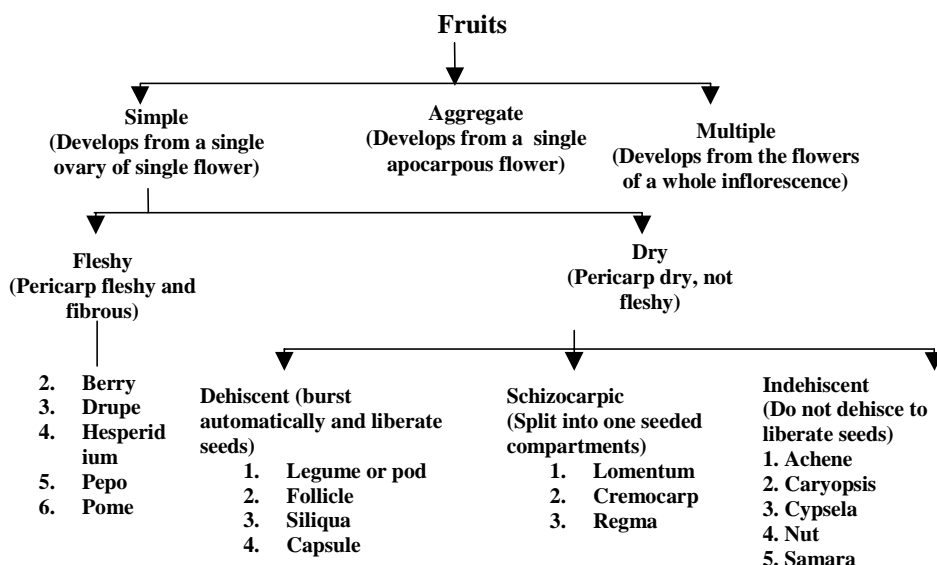 Fruits
Simple
(Develops from a single
ovary of single flower)
Aggregate
(Develops from a single
apocarpous flower)
Multiple
(Develops from the flowers
of a whole inflorescence)
Fleshy
(Pericarp fleshy and
fibrous)
Dry
(Pericarp dry, not
fleshy)
2. Berry
3. Drupe
4. Hesperid
ium
5. Pepo
6. Pome
Dehiscent (burst
automatically and liberate
seeds)
1. Legume or pod
2. Follicle
3. Siliqua
4. Capsule
Schizocarpic
(Split into one seeded
compartments)
1. Lomentum
2. Cremocarp
3. Regma
Indehiscent
(Do not dehisce to
liberate seeds)
1. Achene
2. Caryopsis
3. Cypsela
4. Nut
5. Samara